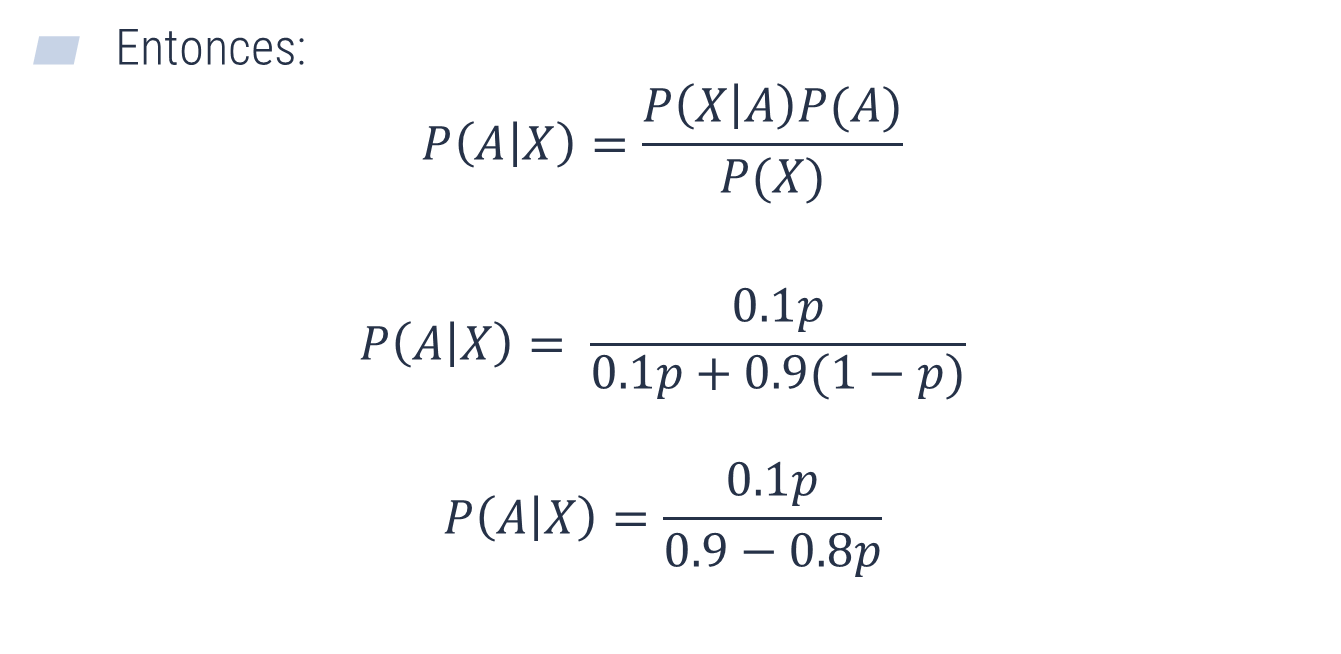 Entonces:
P(A|X) = P(X|A)P(A) / P(X)
P(A|X) = 0.1p / 0.1p + 0.9(1 − p)
P(A|X) = 0.1p / 0.9 − 0.8p